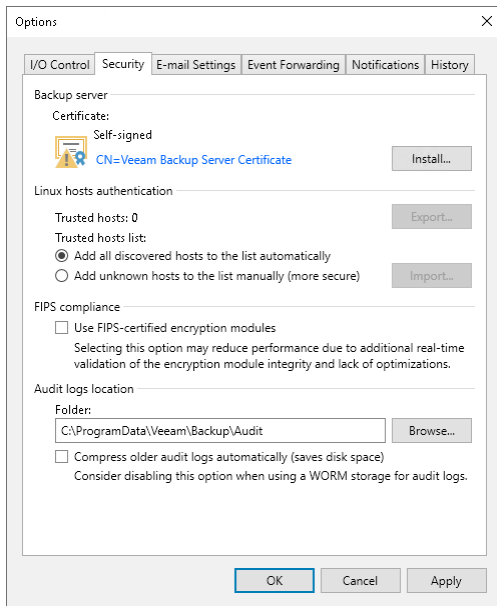 Options
I/O Control Security E-mail Settings Event Forwarding Notifications History
Backup server
Certificate:
Self-signed
CN=Veeam Backup Server Certificate
Install...
Linux hosts authentication
Trusted hosts: 0
Export...
Trusted hosts list:
Add all discovered hosts to the list automatically
Add unknown hosts to the list manually (more secure)
Import...
FIPS compliance
Use FIPS-certified encryption modules
Selecting this option may reduce performance due to additional real-time
validation of the encryption module integrity and lack of optimizations.
Audit logs location
Folder:
C:\ProgramData\Veeam\Backup\Audit
Browse...
Compress older audit logs automatically (saves disk space)
Consider disabling this option when using a WORM storage for audit logs.
OK Cancel Apply